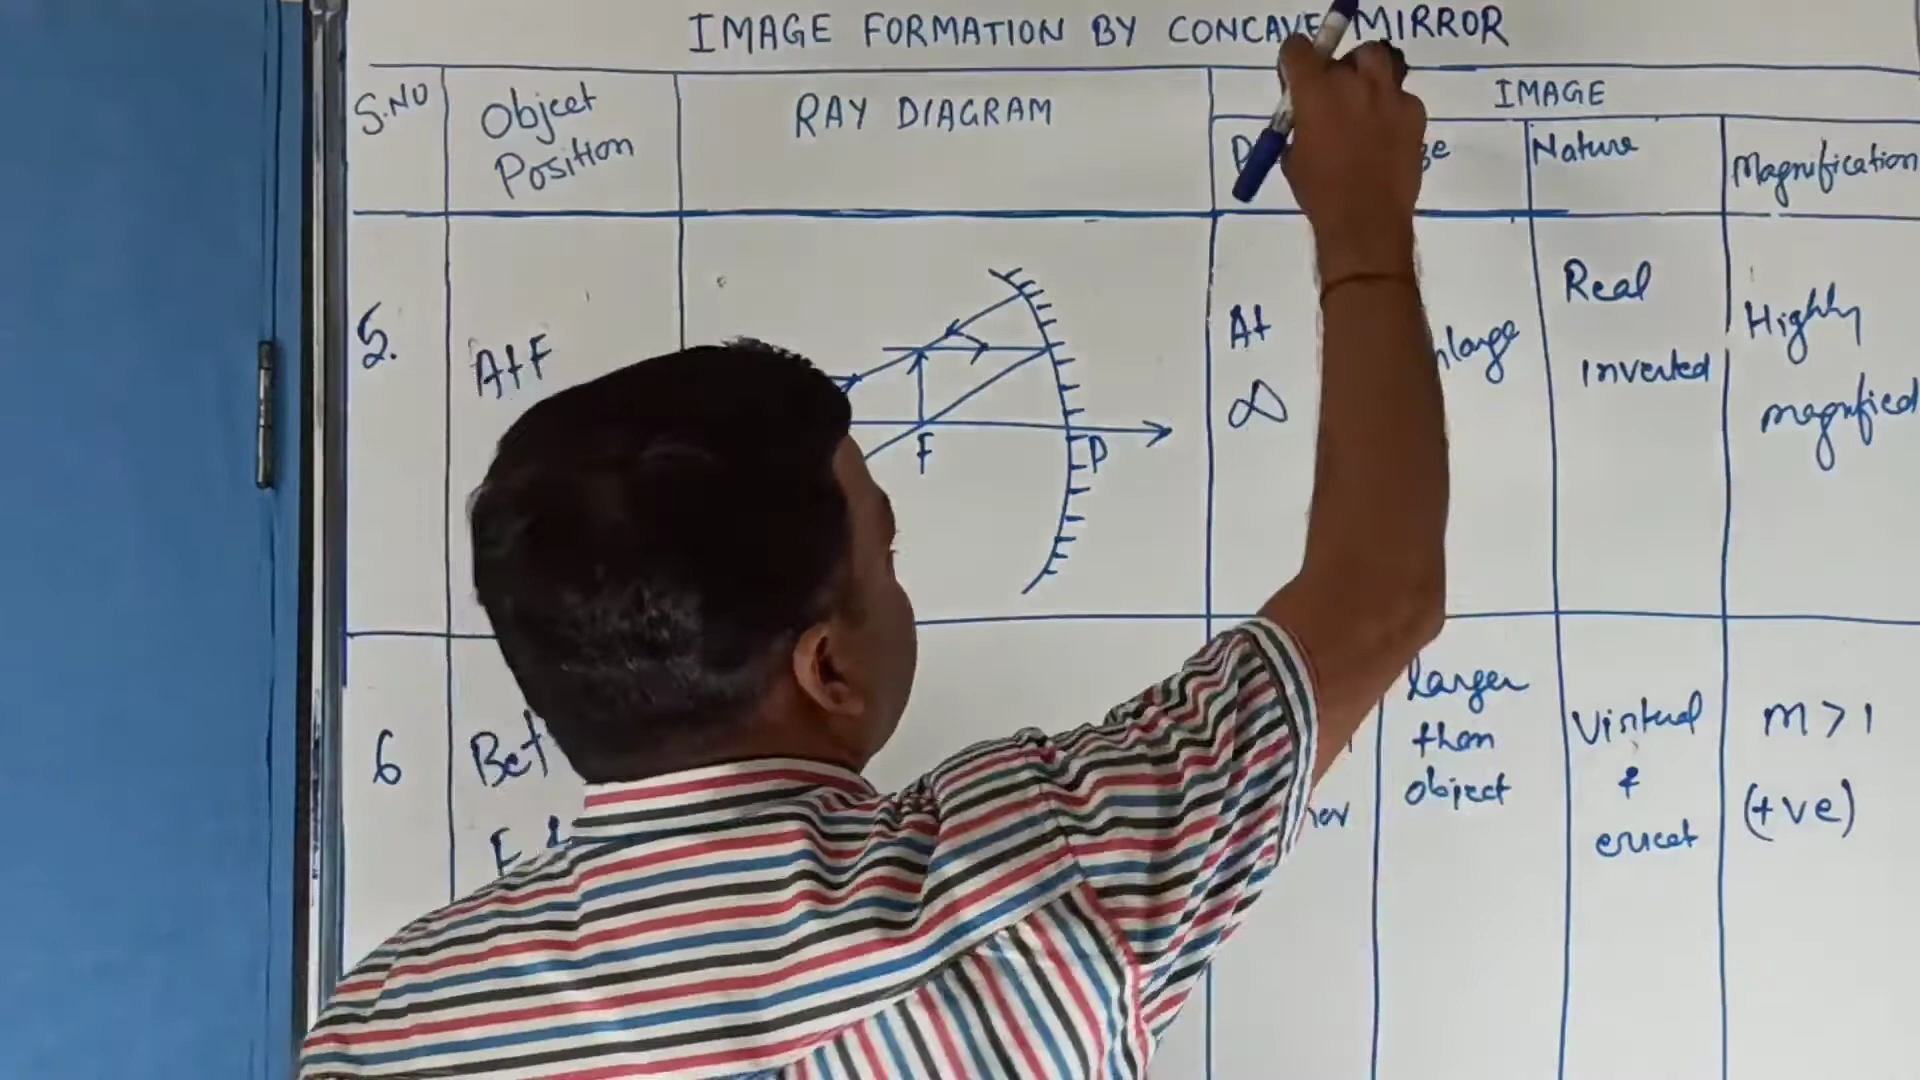 IMAGE FORMATION BY CONCAVE MIRROR
S.NO
Object
Position
RAY DIAGRAM
IMAGE
Nature
Magnification
5.
At F
F
P
At
∞
Real
inverted
Highly
magnified
6
Bet
F &
larger
than
object
Virtual
&
erect
m > 1
(+ve)